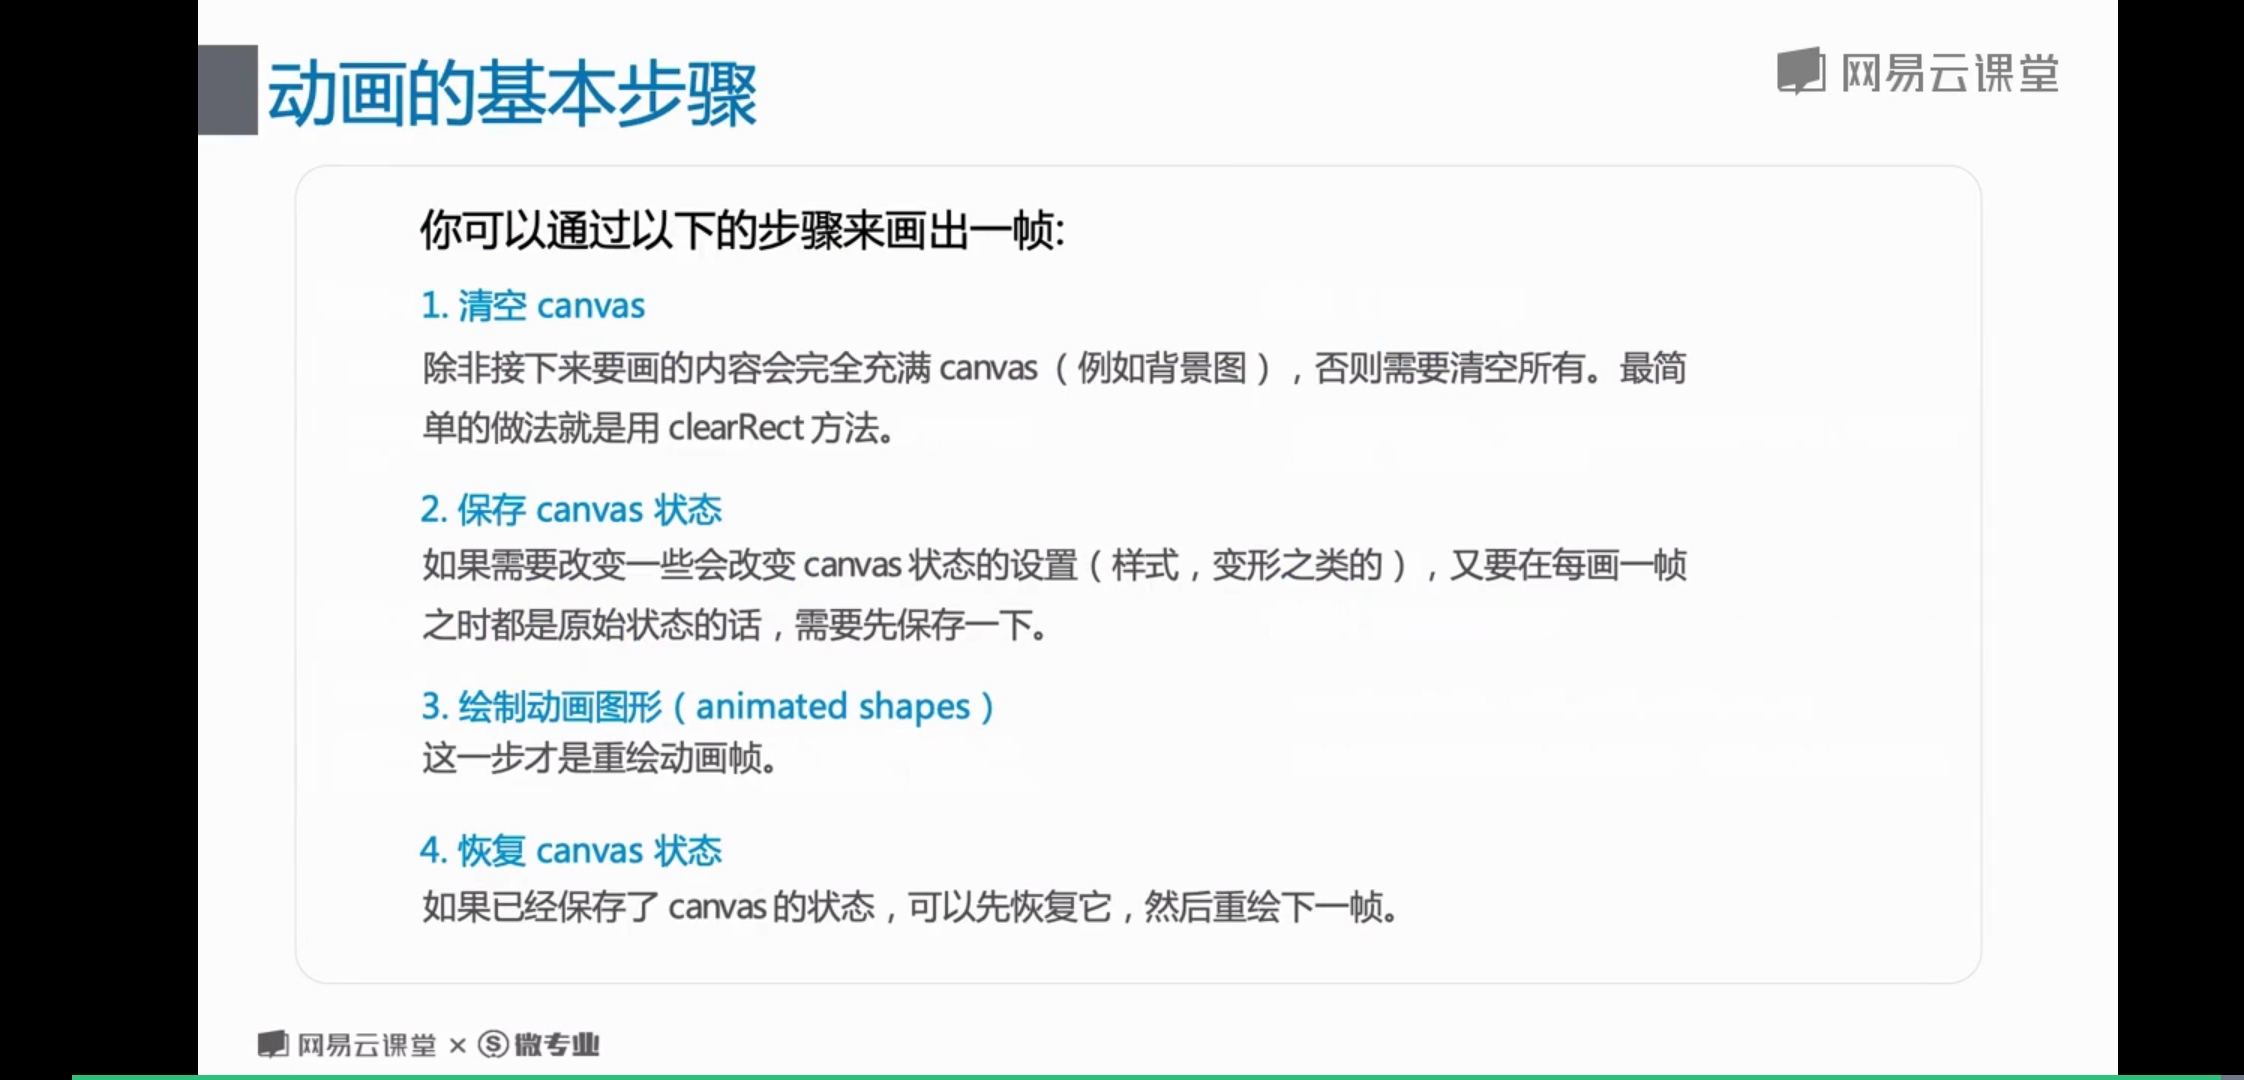 动画的基本步骤
网易云课堂
你可以通过以下的步骤来画出一帧:
1. 清空 canvas
除非接下来要画的内容会完全充满 canvas（例如背景图），否则需要清空所有。最简
单的做法就是用 clearRect 方法。
2. 保存 canvas 状态
如果需要改变一些会改变 canvas 状态的设置（样式，变形之类的），又要在每画一帧
之时都是原始状态的话，需要先保存一下。
3. 绘制动画图形（animated shapes）
这一步才是重绘动画帧。
4. 恢复 canvas 状态
如果已经保存了 canvas 的状态，可以先恢复它，然后重绘下一帧。
网易云课堂 × S 微专业